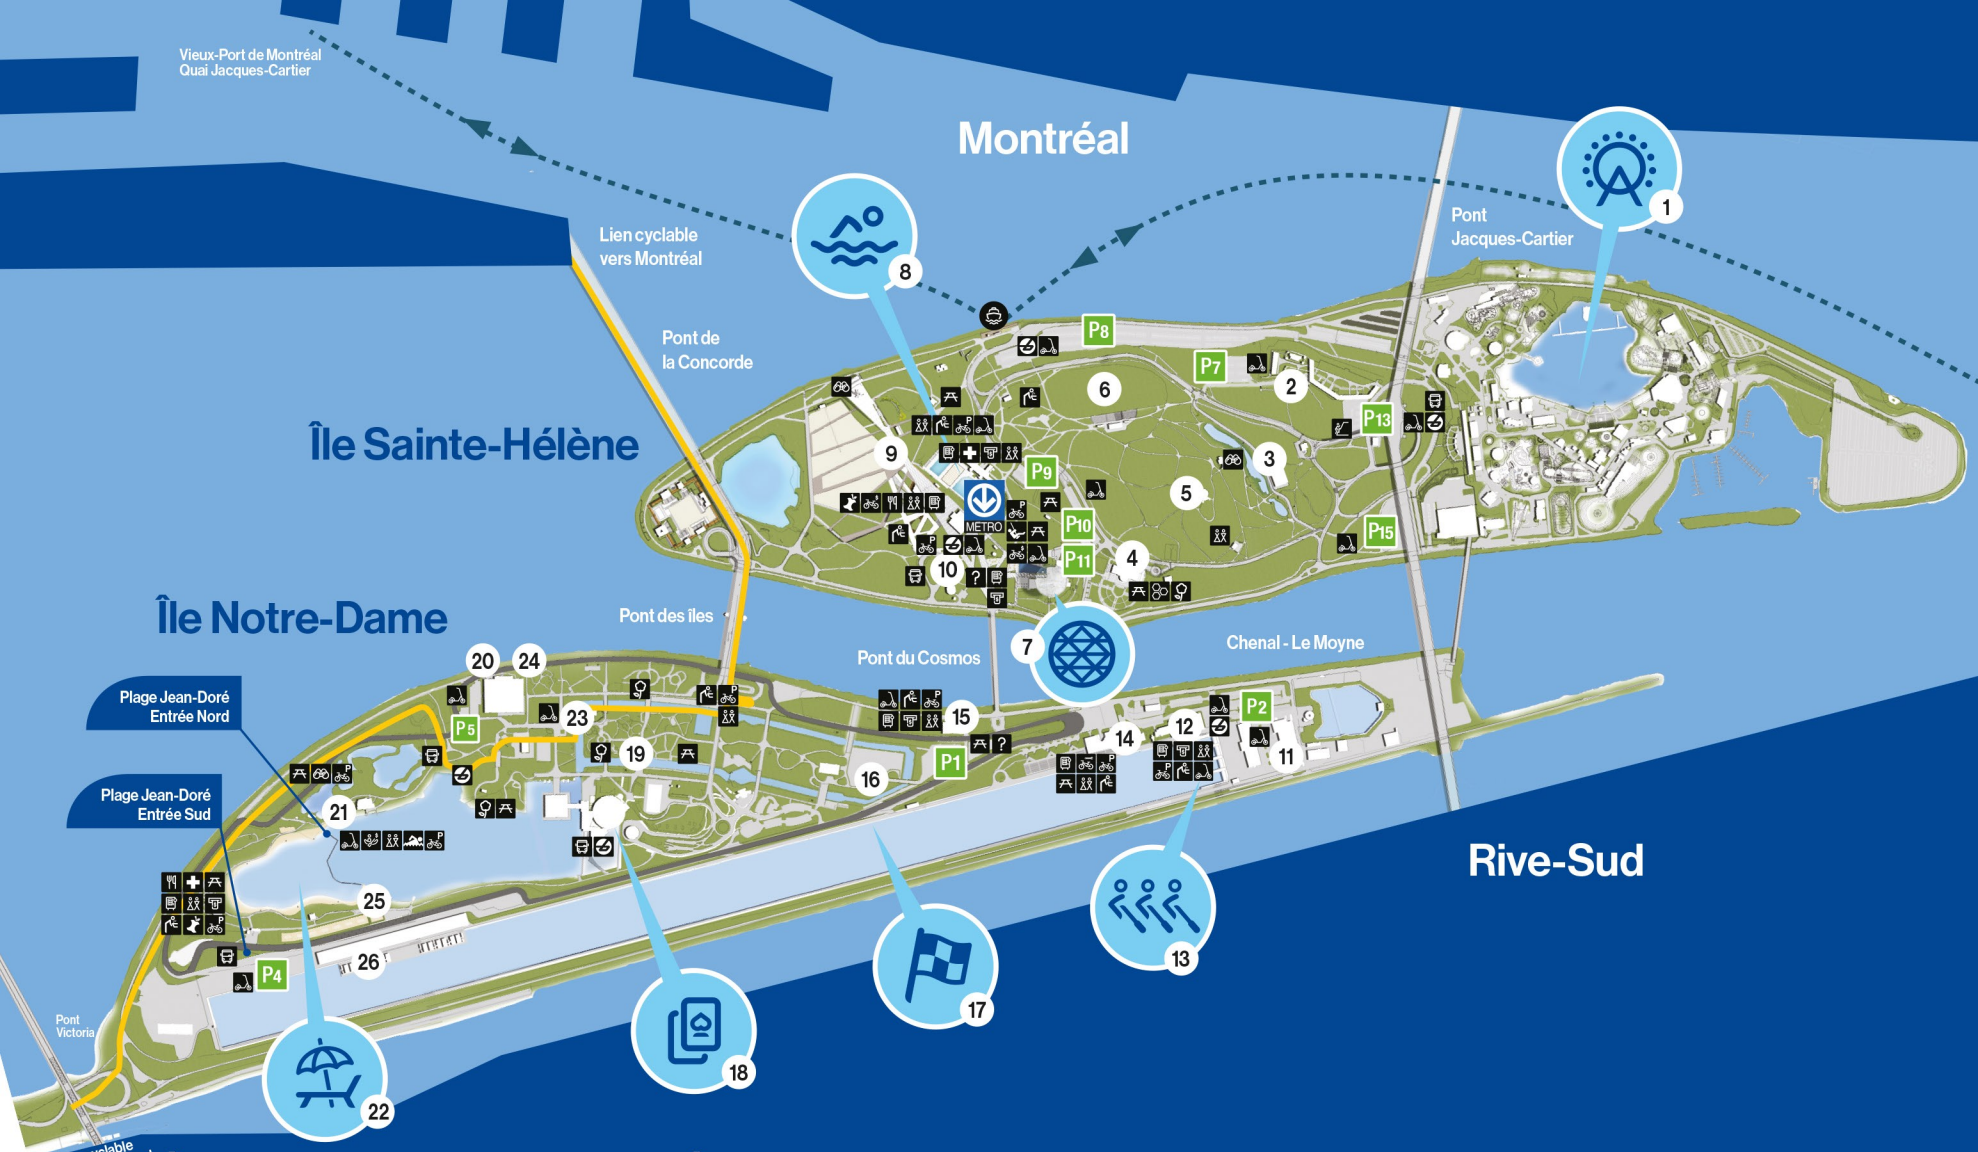 Vieux-Port de Montréal
Quai Jacques-Cartier
Montréal
1
Pont
Jacques-Cartier
Lien cyclable
vers Montréal
8
Pont de
la Concorde
P8
P7
2
6
P13
Île Sainte-Hélène
9
P9
3
5
METRO
P10
P15
P11
4
10
Île Notre-Dame
Pont des îles
7
Chenal - Le Moyne
Pont du Cosmos
20
24
Plage Jean-Doré
Entrée Nord
P5
23
15
P2
12
14
11
19
P1
16
Plage Jean-Doré
Entrée Sud
21
Rive-Sud
25
26
P4
13
17
Pont
Victoria
18
22